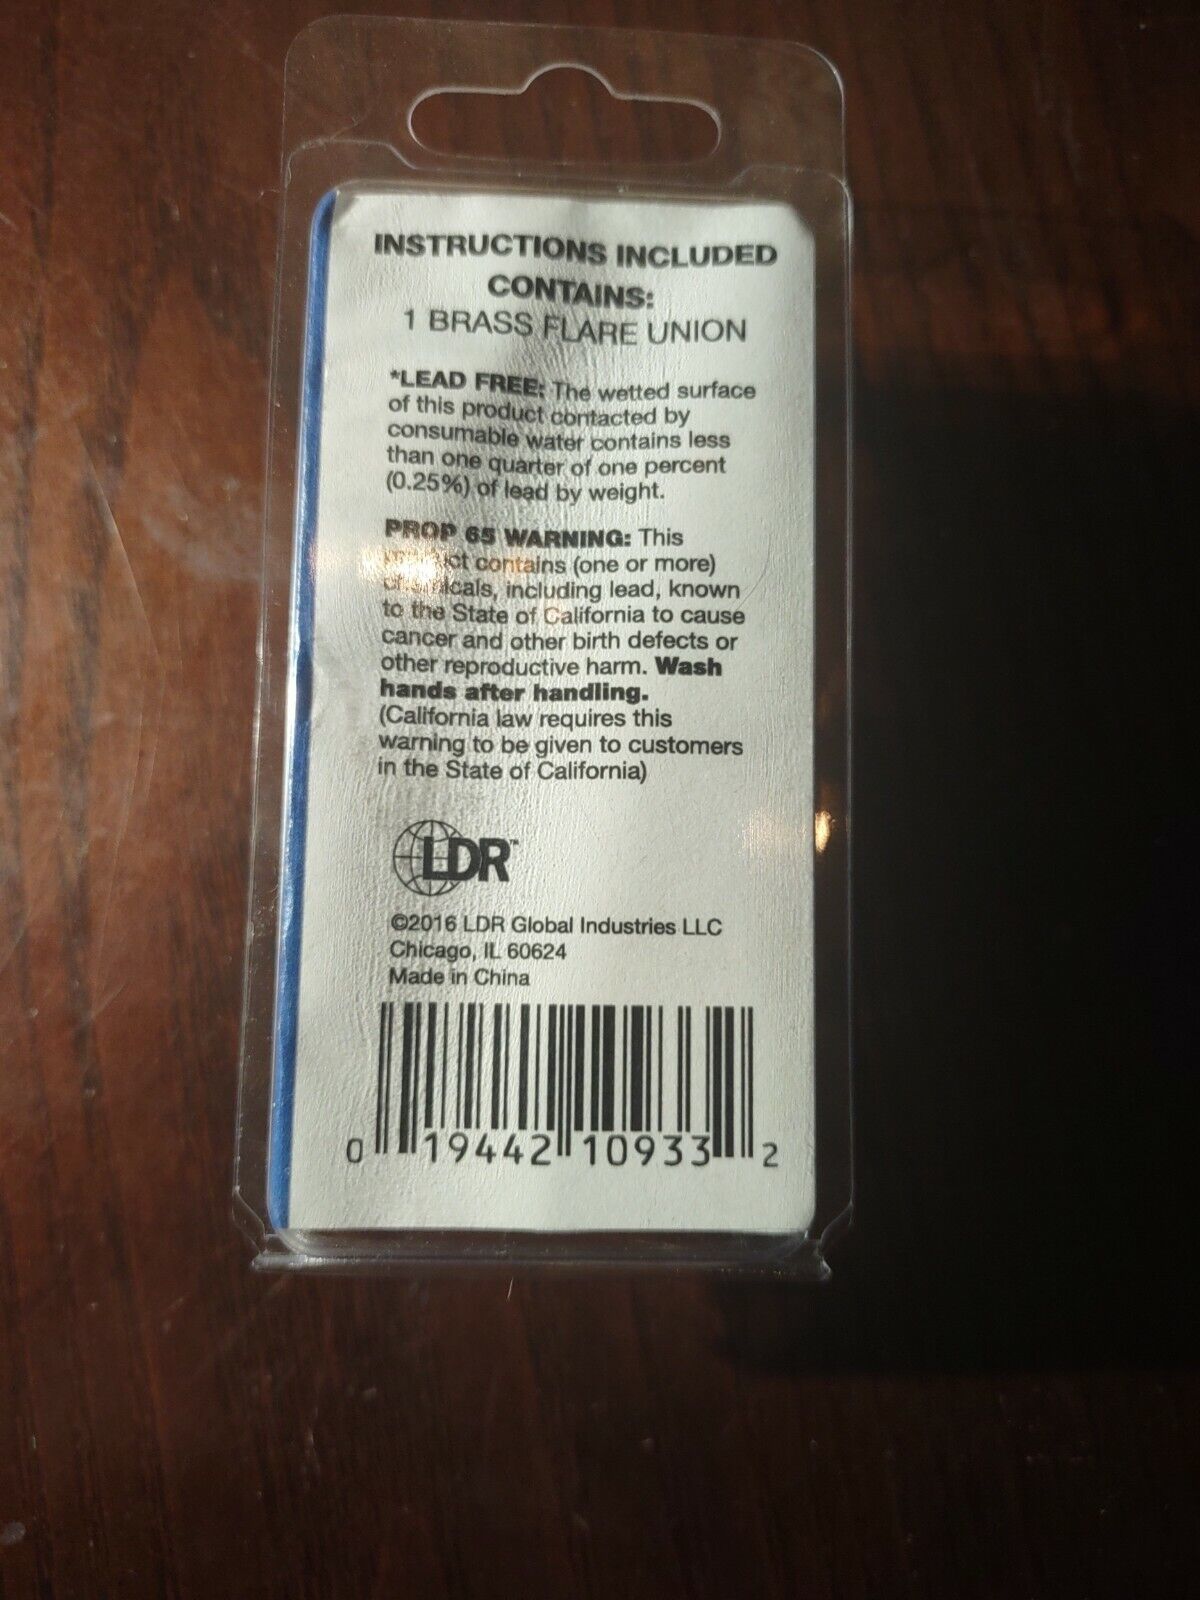 INSTRUCTIONS INCLUDED
CONTAINS:
1 BRASS FLARE UNION
*LEAD FREE: The wetted surface
of this product contacted by
consumable water contains less
than one quarter of one percent
(0.25%) of lead by weight.
PROP 65 WARNING: This
product contains (one or more)
chemicals, including lead, known
to the State of California to cause
cancer and other birth defects or
other reproductive harm. Wash
hands after handling.
(California law requires this
warning to be given to customers
in the State of California)
LDR™
©2016 LDR Global Industries LLC
Chicago, IL 60624
Made in China
0 19442 10933 2